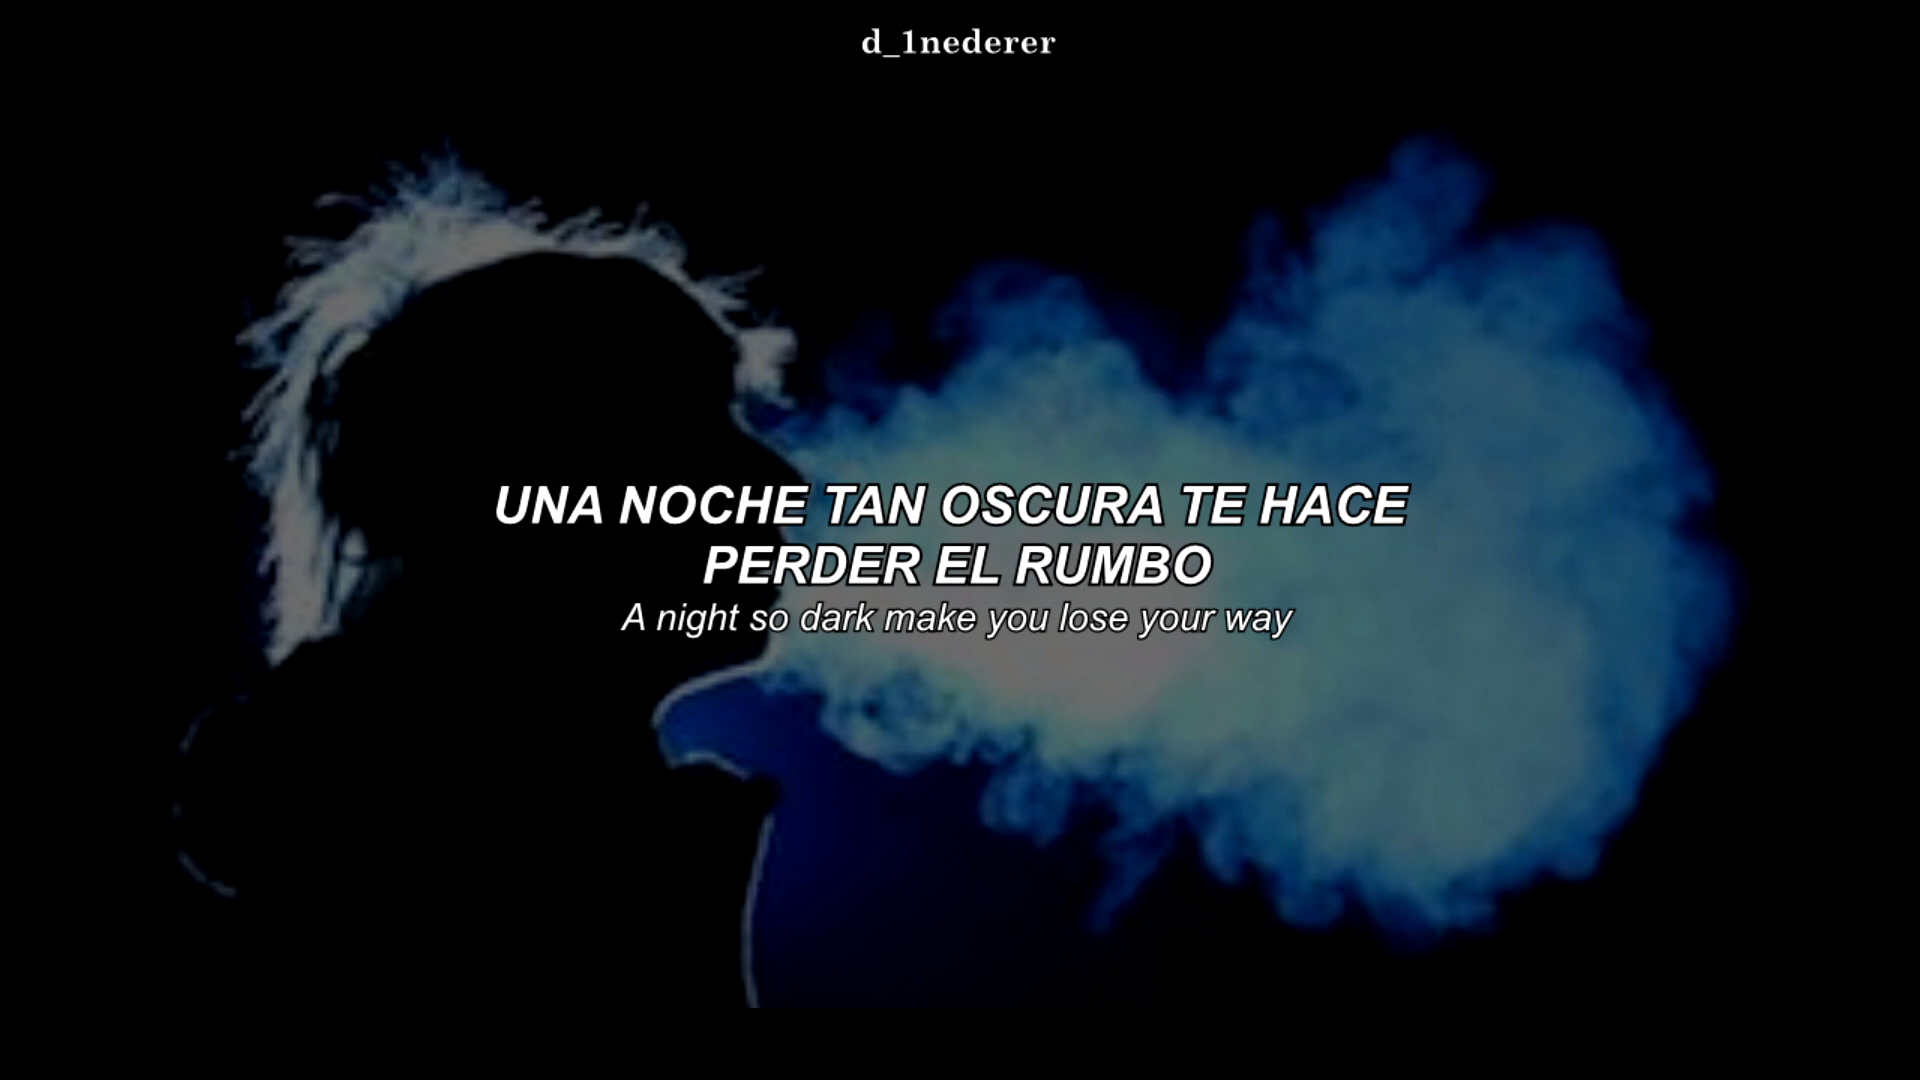 d_1nederer
UNA NOCHE TAN OSCURA TE HACE
PERDER EL RUMBO
A night so dark make you lose your way